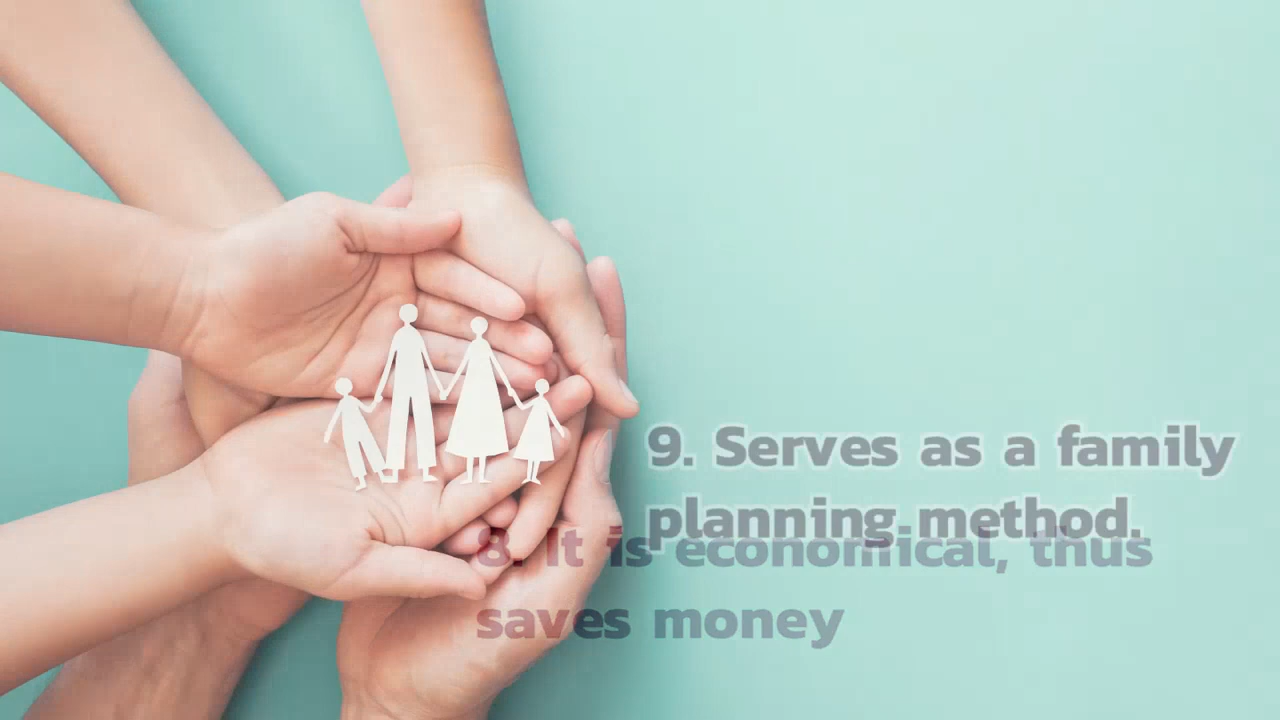 9. Serves as a family
planning method.
8. It is economical, thus
saves money